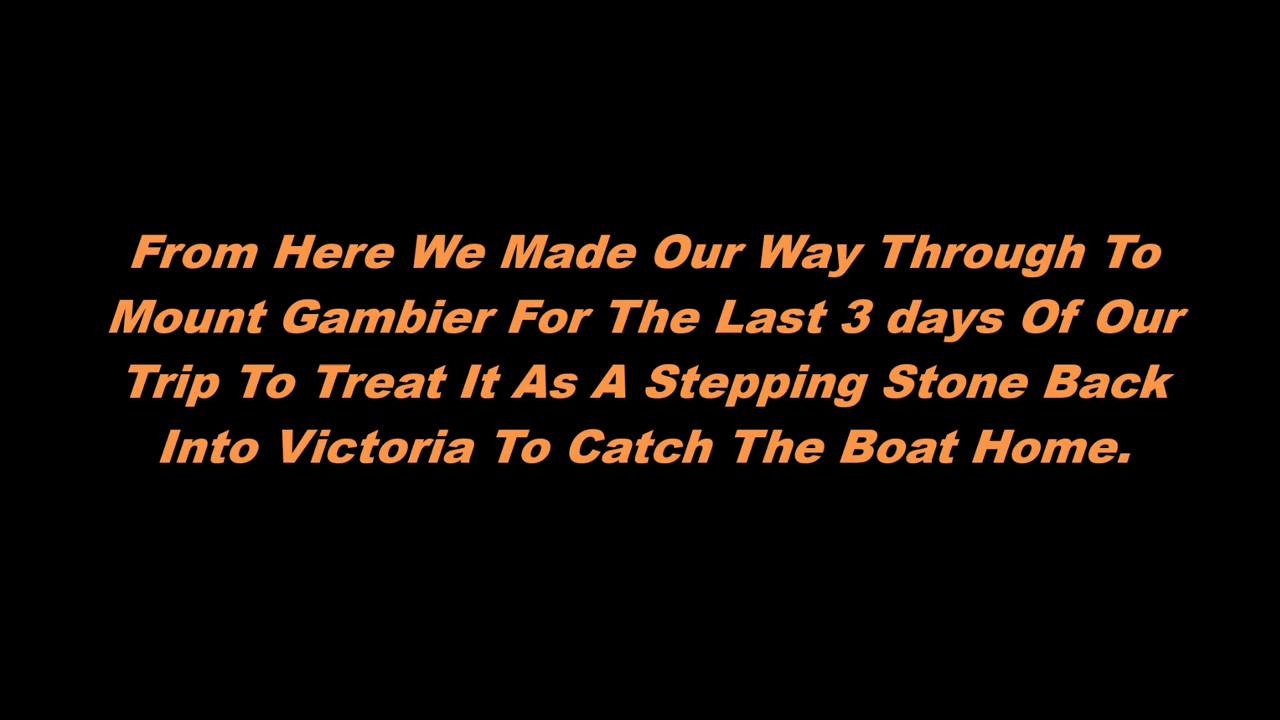 From Here We Made Our Way Through To
Mount Gambier For The Last 3 days Of Our
Trip To Treat It As A Stepping Stone Back
Into Victoria To Catch The Boat Home.